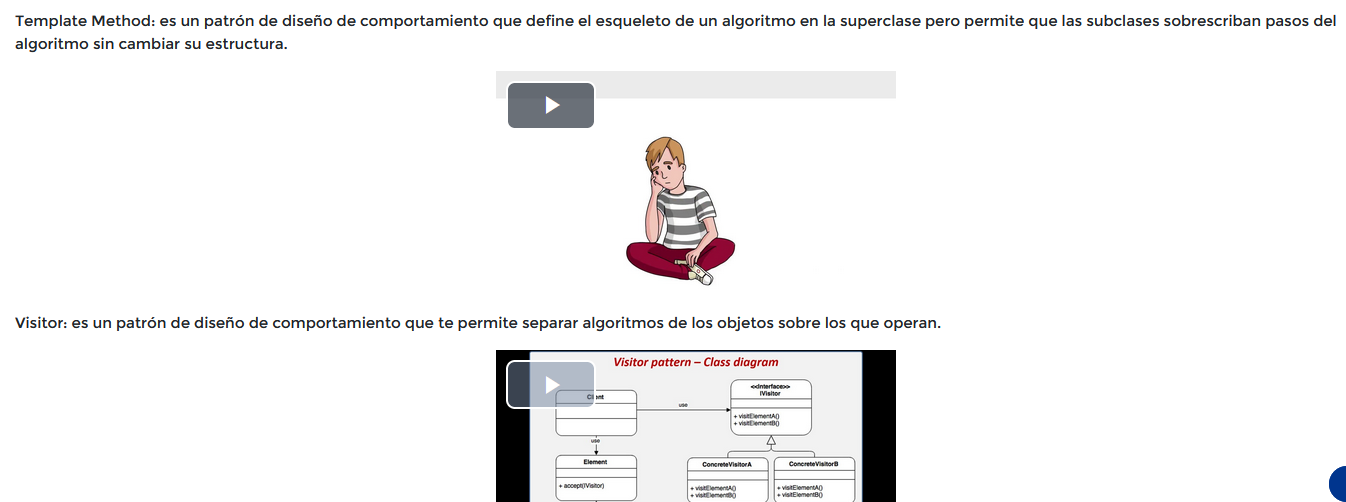 Template Method: es un patrón de diseño de comportamiento que define el esqueleto de un algoritmo en la superclase pero permite que las subclases sobrescriban pasos del
algoritmo sin cambiar su estructura.
Visitor: es un patrón de diseño de comportamiento que te permite separar algoritmos de los objetos sobre los que operan.
Visitor pattern – Class diagram
Client
use
<<Interface>>
IVisitor
+ visitElementA()
+ visitElementB()
use
Element
+ accept(IVisitor)
ConcreteVisitorA
+ visitElementA()
+ visitElementB()
ConcreteVisitorB
+ visitElementA()
+ visitElementB()